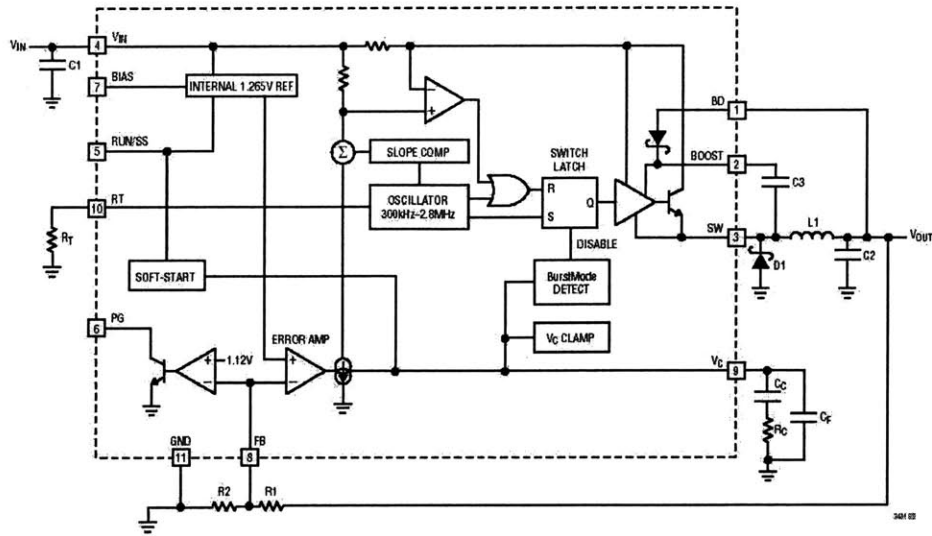 VIN
C1
4
VIN
7
BIAS
INTERNAL 1.265V REF
5
RUN/SS
10
RT
RT
SLOPE COMP
Σ
OSCILLATOR
300kHz–2.8MHz
SOFT-START
6
PG
1.12V
ERROR AMP
SWITCH
LATCH
R
S
Q
DISABLE
BurstMode
DETECT
VC CLAMP
BD
1
BOOST
2
C3
SW
3
L1
D1
C2
VOUT
VC
9
CC
RC
CF
GND
11
FB
8
R2
R1